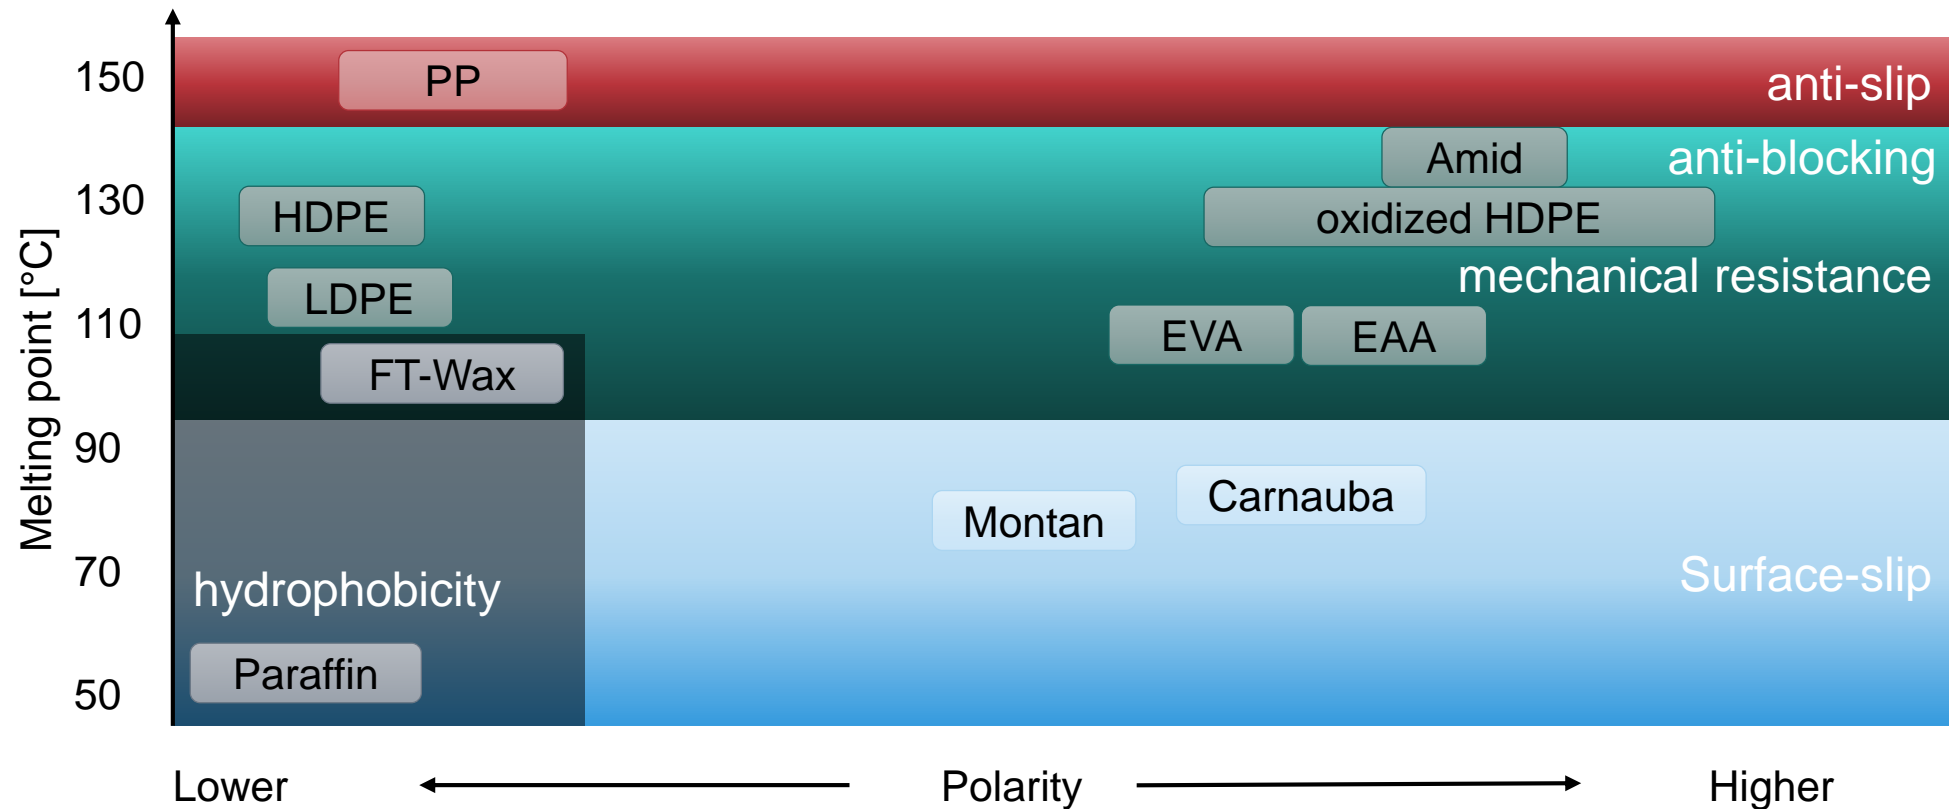 150
PP
anti-slip
Amid
anti-blocking
130
HDPE
oxidized HDPE
mechanical resistance
LDPE
110
EVA
EAA
FT-Wax
Melting point [°C]
90
Carnauba
Montan
70
hydrophobicity
Surface-slip
Paraffin
50
Lower
Polarity
Higher